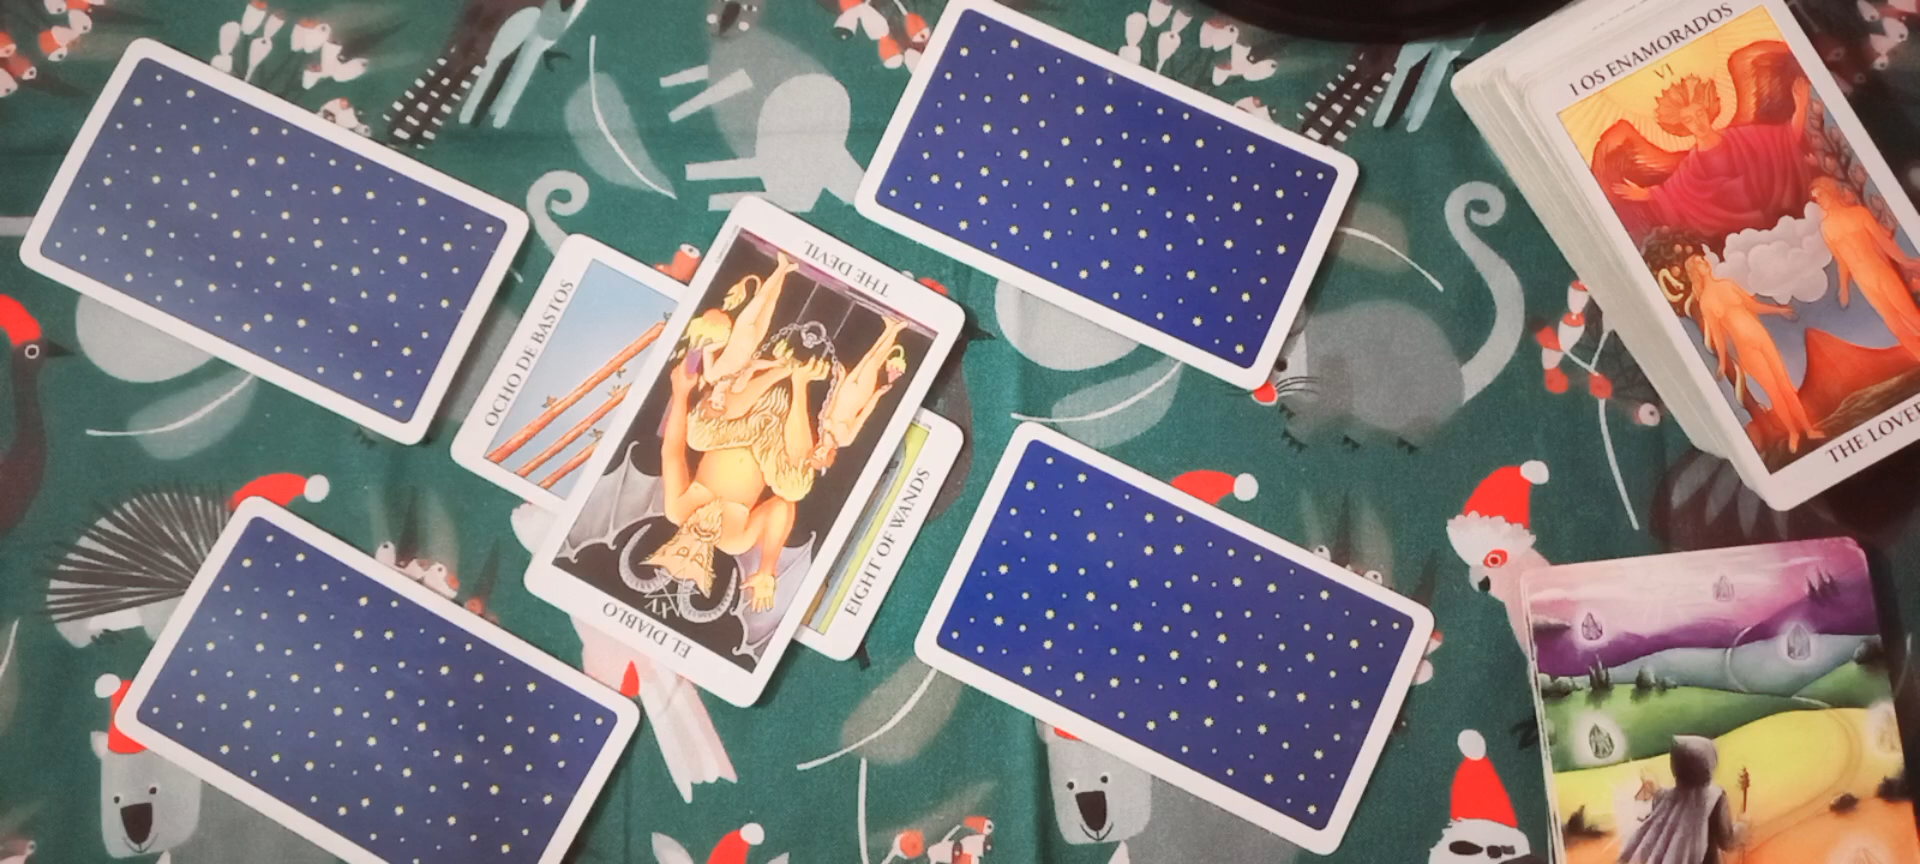 LOS ENAMORADOS
VI
THE LOVE
THE DEVIL
EL DIABLO
OCHO DE BASTOS
EIGHT OF WANDS